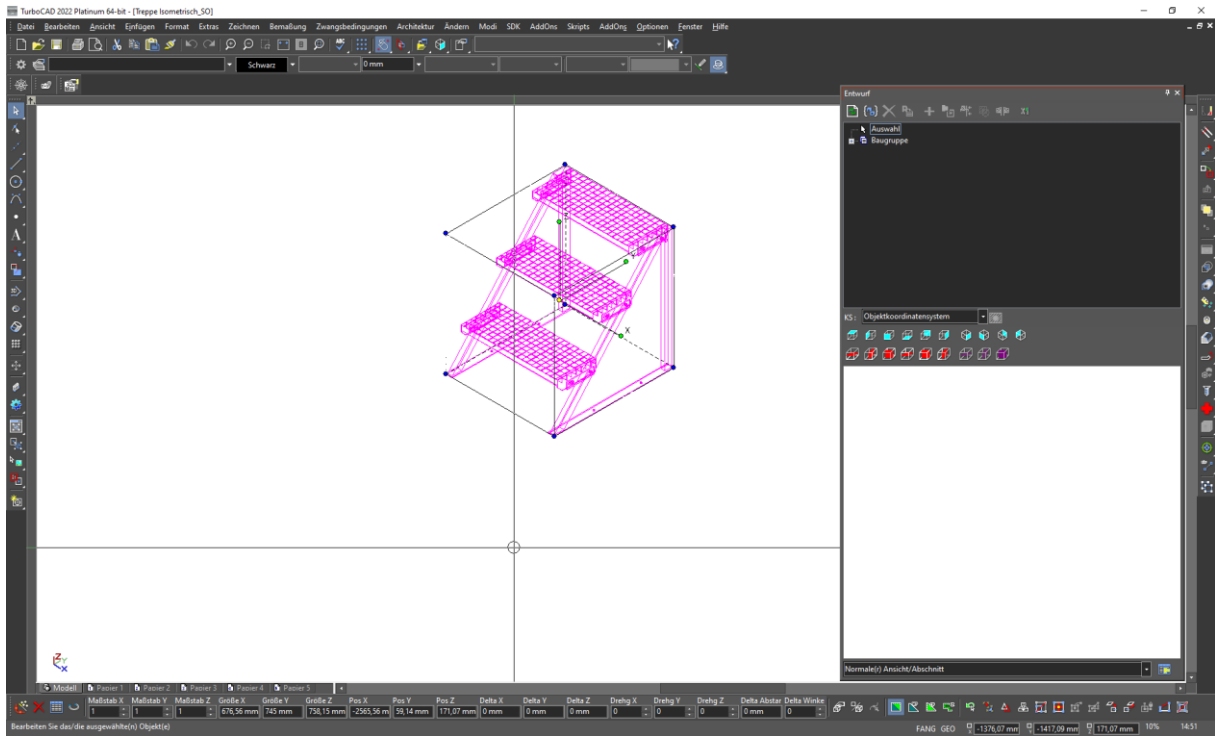 TurboCAD 2022 Platinum 64-bit - [Treppe Isometrisch_SO]
Datei Bearbeiten Ansicht Einfügen Format Extras Zeichnen Bemaßung Zwangsbedingungen Architektur Ändern Modi SDK AddOns Skripts AddOns Optionen Fenster Hilfe
Schwarz 0 mm
Entwurf
Auswahl
Baugruppe
Z
Y
X
KS: Objektkoordinatensystem
Z
Y
X
Normale(r) Ansicht/Abschnitt
Modell Papier 1 Papier 2 Papier 3 Papier 4 Papier 5
Maßstab X Maßstab Y Maßstab Z Größe X Größe Y Größe Z Pos X Pos Y Pos Z Delta X Delta Y Delta Z Drehg X Drehg Y Drehg Z Delta Abstar Delta Winke
1 1 1 676,56 mm 745 mm 758,15 mm -2565,56 m 59,14 mm 171,07 mm 0 mm 0 mm 0 mm 0 0 0 0 mm 0
Bearbeiten Sie das/die ausgewählte(n) Objekt(e)
FANG GEO -1376,07 mm -1417,09 mm 171,07 mm 10% 14:51